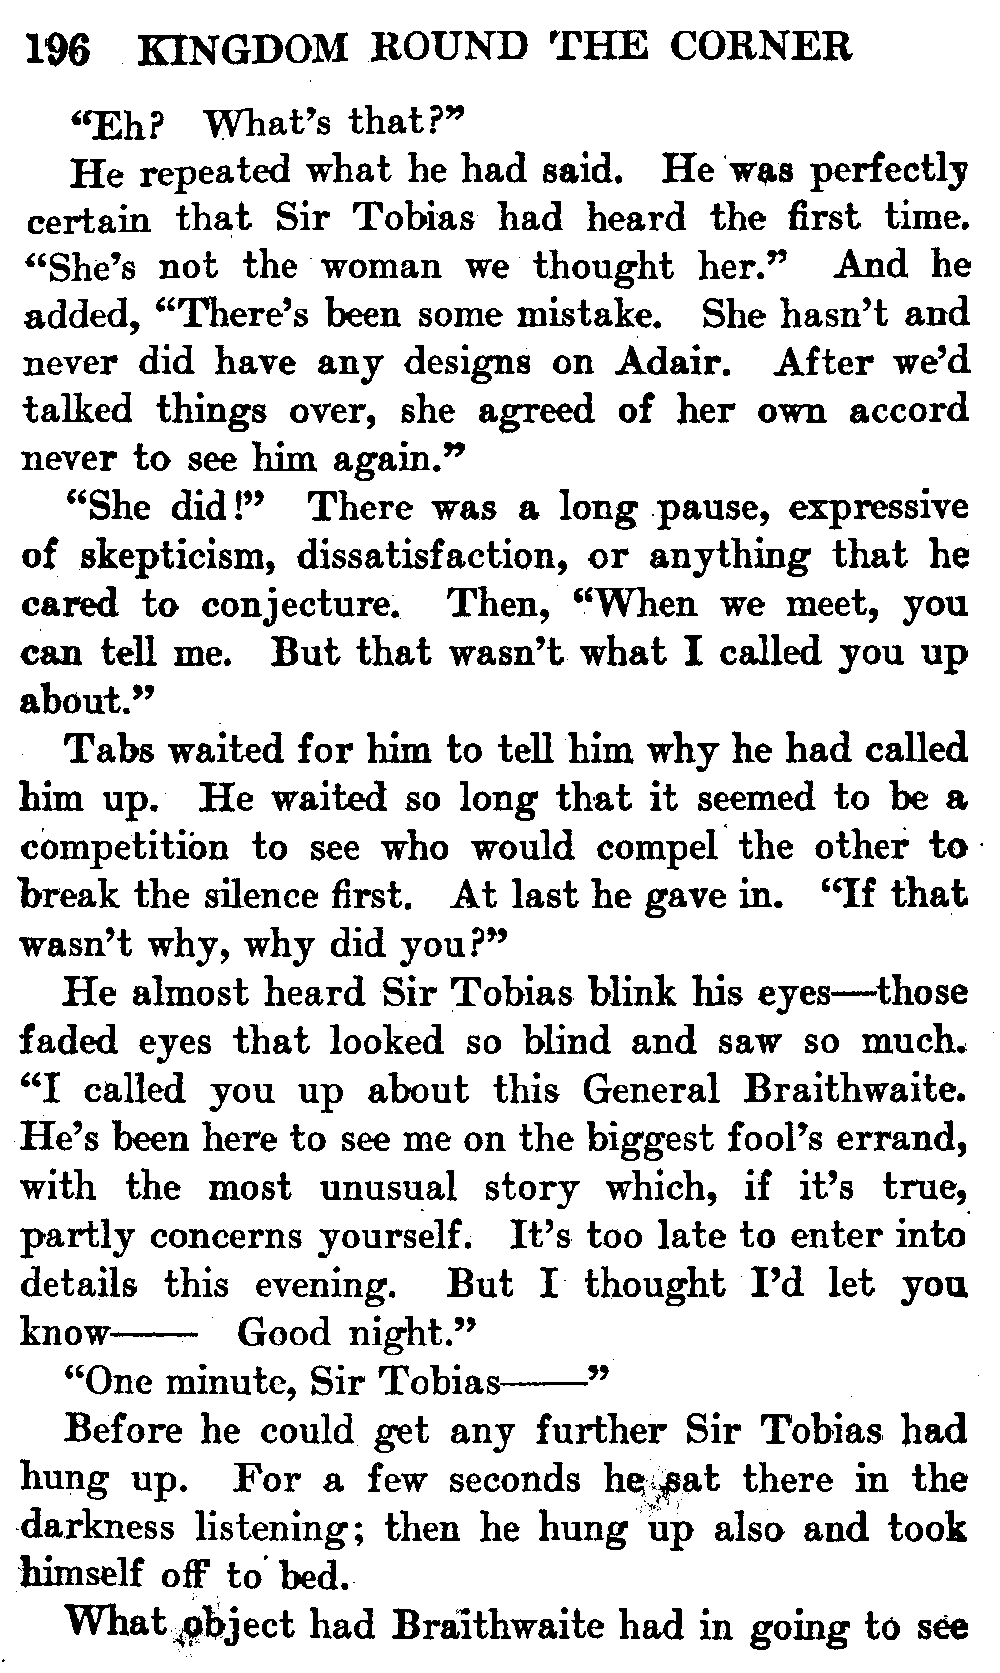 196 KINGDOM ROUND THE CORNER
“Eh? What’s that?”
He repeated what he had said. He was perfectly
certain that Sir Tobias had heard the first time.
“She’s not the woman we thought her.” And he
added, “There’s been some mistake. She hasn’t and
never did have any designs on Adair. After we’d
talked things over, she agreed of her own accord
never to see him again.”
“She did!” There was a long pause, expressive
of skepticism, dissatisfaction, or anything that he
cared to conjecture. Then, “When we meet, you
can tell me. But that wasn’t what I called you up
about.”
Tabs waited for him to tell him why he had called
him up. He waited so long that it seemed to be a
competition to see who would compel the other to
break the silence first. At last he gave in. “If that
wasn’t why, why did you?”
He almost heard Sir Tobias blink his eyes—those
faded eyes that looked so blind and saw so much.
“I called you up about this General Braithwaite.
He’s been here to see me on the biggest fool’s errand,
with the most unusual story which, if it’s true,
partly concerns yourself. It’s too late to enter into
details this evening. But I thought I’d let you
know—— Good night.”
“One minute, Sir Tobias——”
Before he could get any further Sir Tobias had
hung up. For a few seconds he sat there in the
darkness listening; then he hung up also and took
himself off to bed.
What object had Braithwaite had in going to see